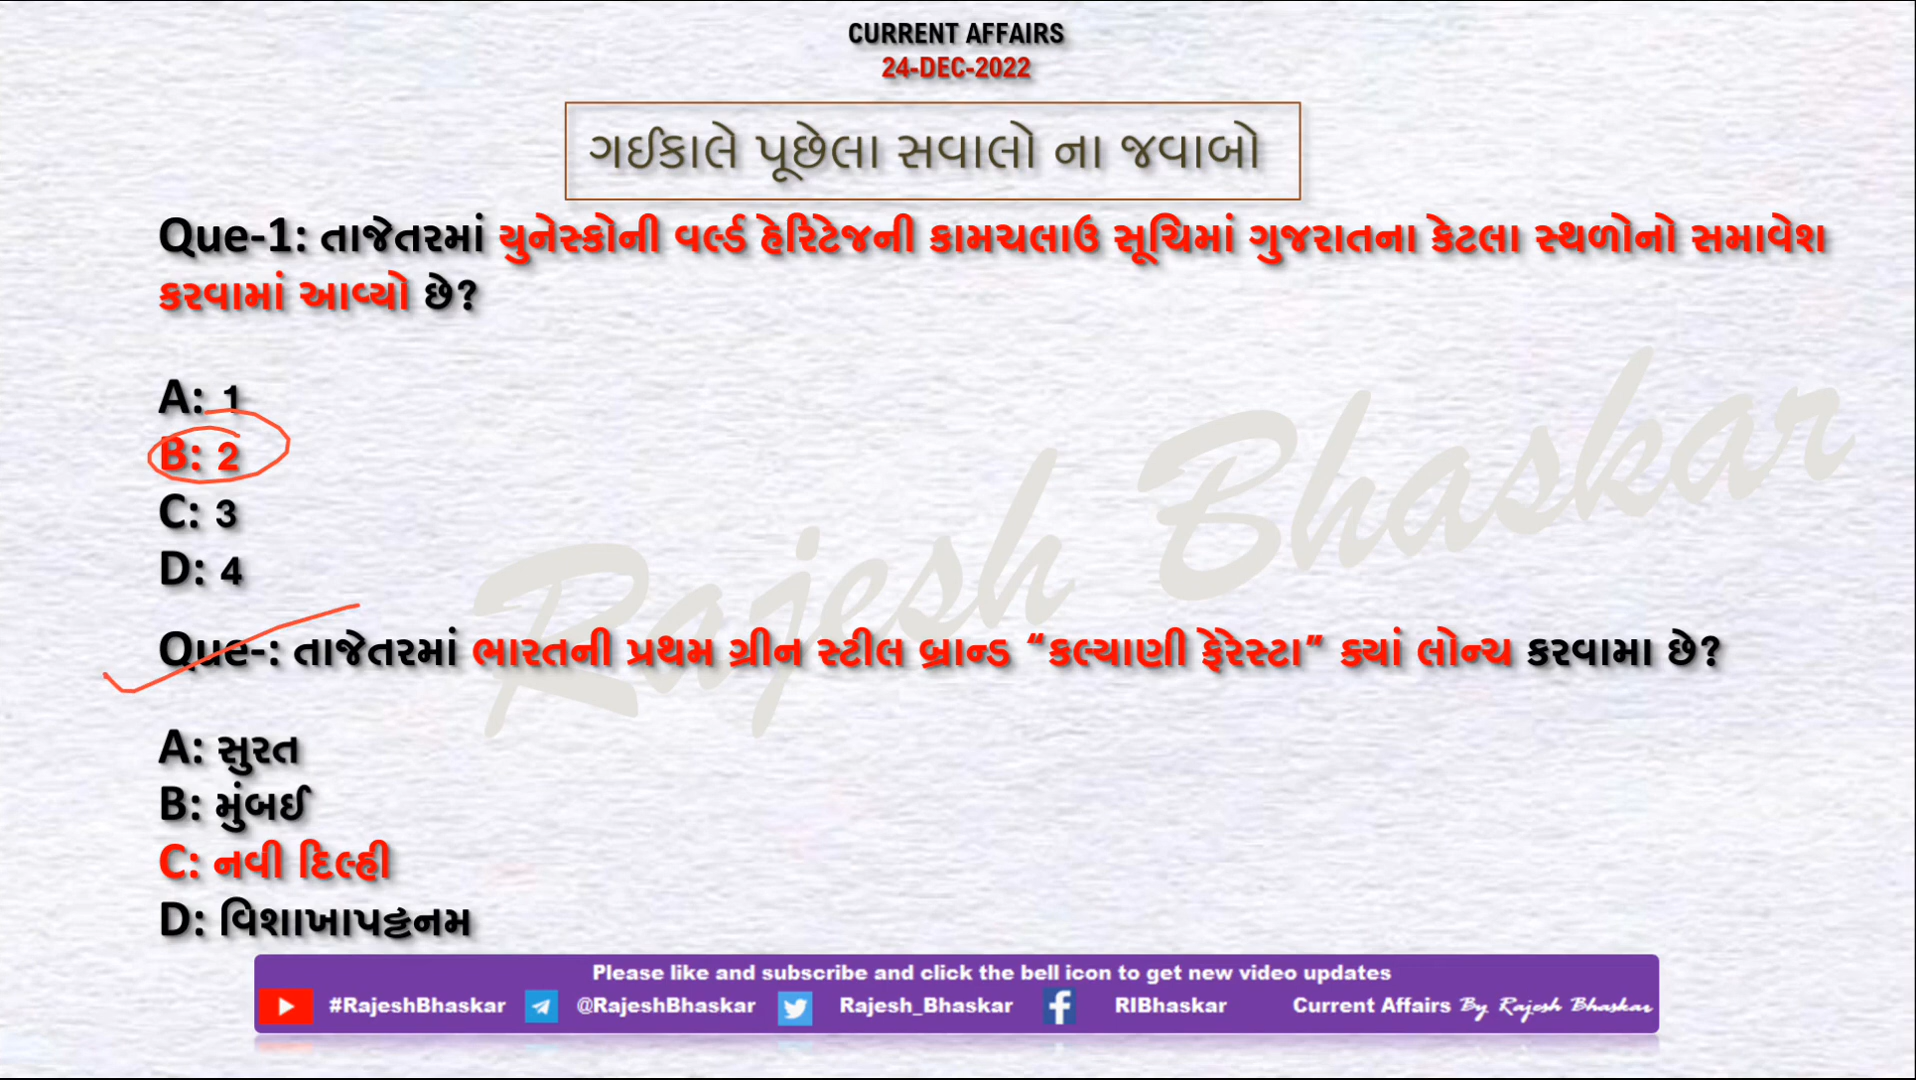 CURRENT AFFAIRS
24-DEC-2022
ગઈકાલે પૂછેલા સવાલો ના જવાબો
Que-1: તાજેતરમાં યુનેસ્કોની વર્લ્ડ હેરિટેજની કામચલાઉ સૂચિમાં ગુજરાતના કેટલા સ્થળોનો સમાવેશ
કરવામાં આવ્યો છે?
A: 1
B: 2
C: 3
D: 4
Que-: તાજેતરમાં ભારતની પ્રથમ ગ્રીન સ્ટીલ બ્રાન્ડ “કલ્યાણી ફેરેસ્ટા” ક્યાં લોન્ચ કરવામા છે?
A: સુરત
B: મુંબઈ
C: નવી દિલ્હી
D: વિશાખાપટ્ટનમ
Rajesh Bhaskar
Please like and subscribe and click the bell icon to get new video updates
#RajeshBhaskar @RajeshBhaskar Rajesh_Bhaskar RIBhaskar Current Affairs By Rajesh Bhaskar